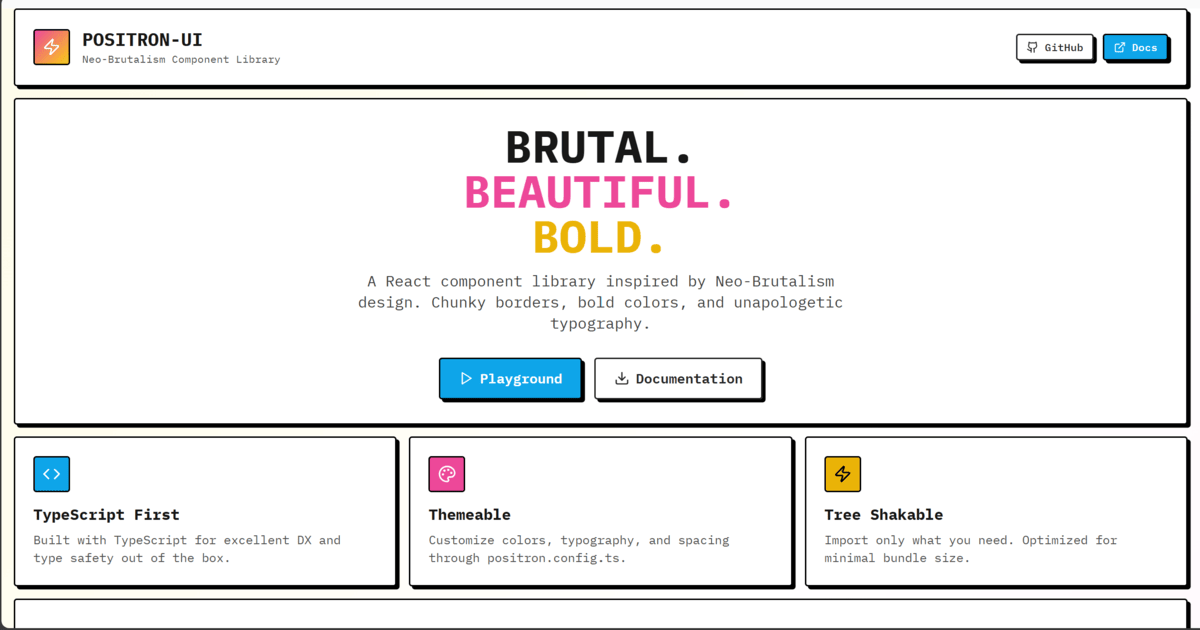 POSITRON-UI
Neo-Brutalism Component Library
GitHub
Docs
BRUTAL.
BEAUTIFUL.
BOLD.
A React component library inspired by Neo-Brutalism
design. Chunky borders, bold colors, and unapologetic
typography.
Playground
Documentation
TypeScript First
Built with TypeScript for excellent DX and
type safety out of the box.
Themeable
Customize colors, typography, and spacing
through positron.config.ts.
Tree Shakable
Import only what you need. Optimized for
minimal bundle size.